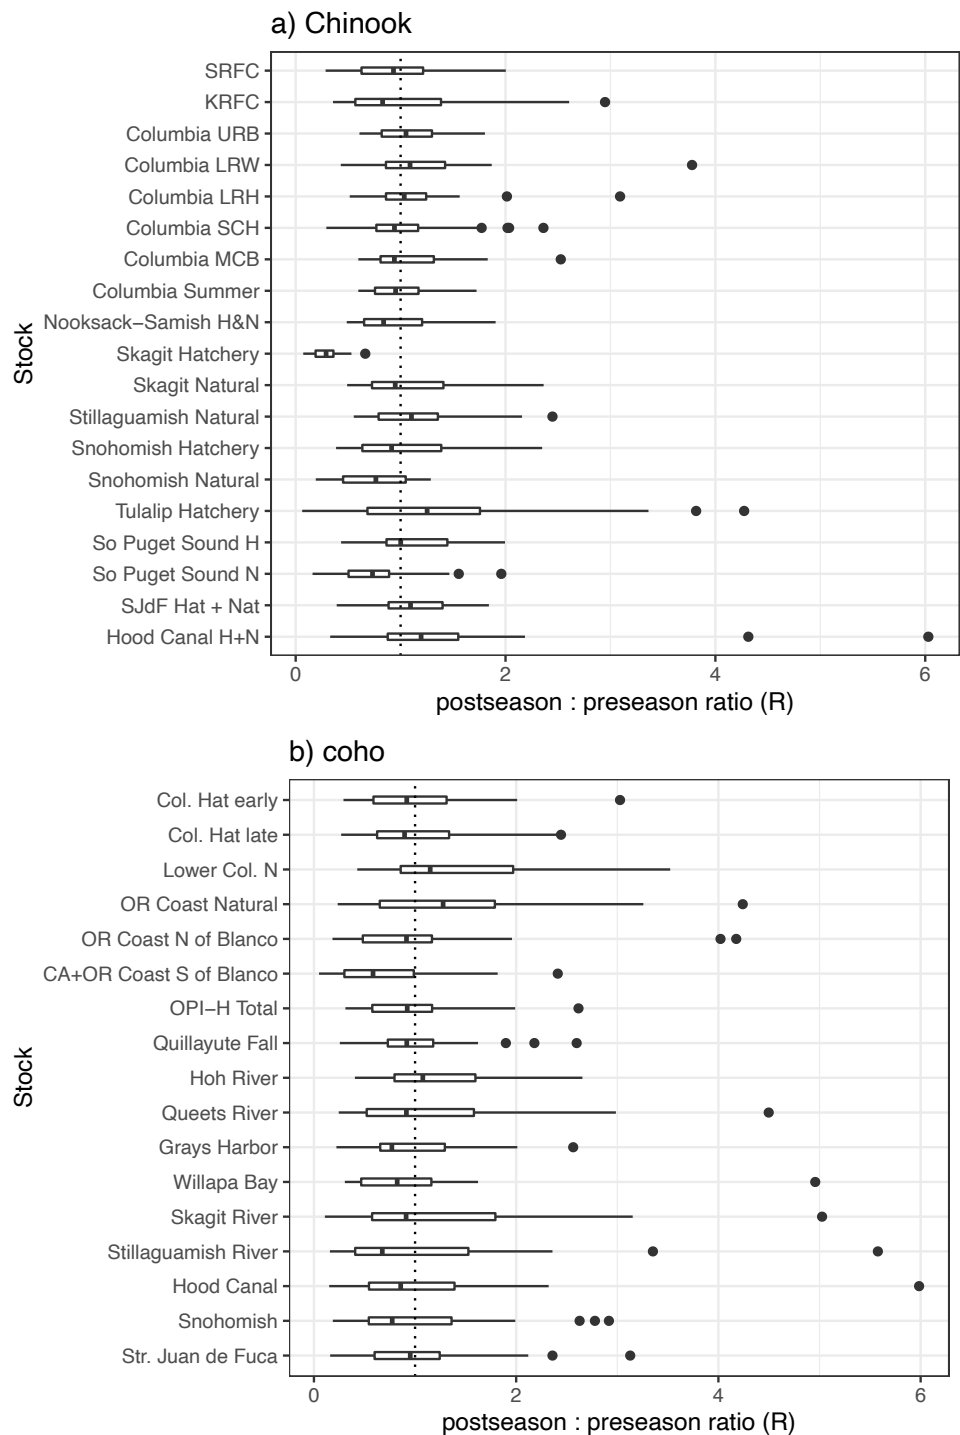 a) Chinook
SRFC
KRFC
Columbia URB
Columbia LRW
Columbia LRH
Columbia SCH
Columbia MCB
Columbia Summer
Nooksack−Samish H&N
Skagit Hatchery
Skagit Natural
Stillaguamish Natural
Snohomish Hatchery
Snohomish Natural
Tulalip Hatchery
So Puget Sound H
So Puget Sound N
SJdF Hat + Nat
Hood Canal H+N
Stock
0 2 4 6
postseason : preseason ratio (R)
b) coho
Col. Hat early
Col. Hat late
Lower Col. N
OR Coast Natural
OR Coast N of Blanco
CA+OR Coast S of Blanco
OPI−H Total
Quillayute Fall
Hoh River
Queets River
Grays Harbor
Willapa Bay
Skagit River
Stillaguamish River
Hood Canal
Snohomish
Str. Juan de Fuca
Stock
0 2 4 6
postseason : preseason ratio (R)